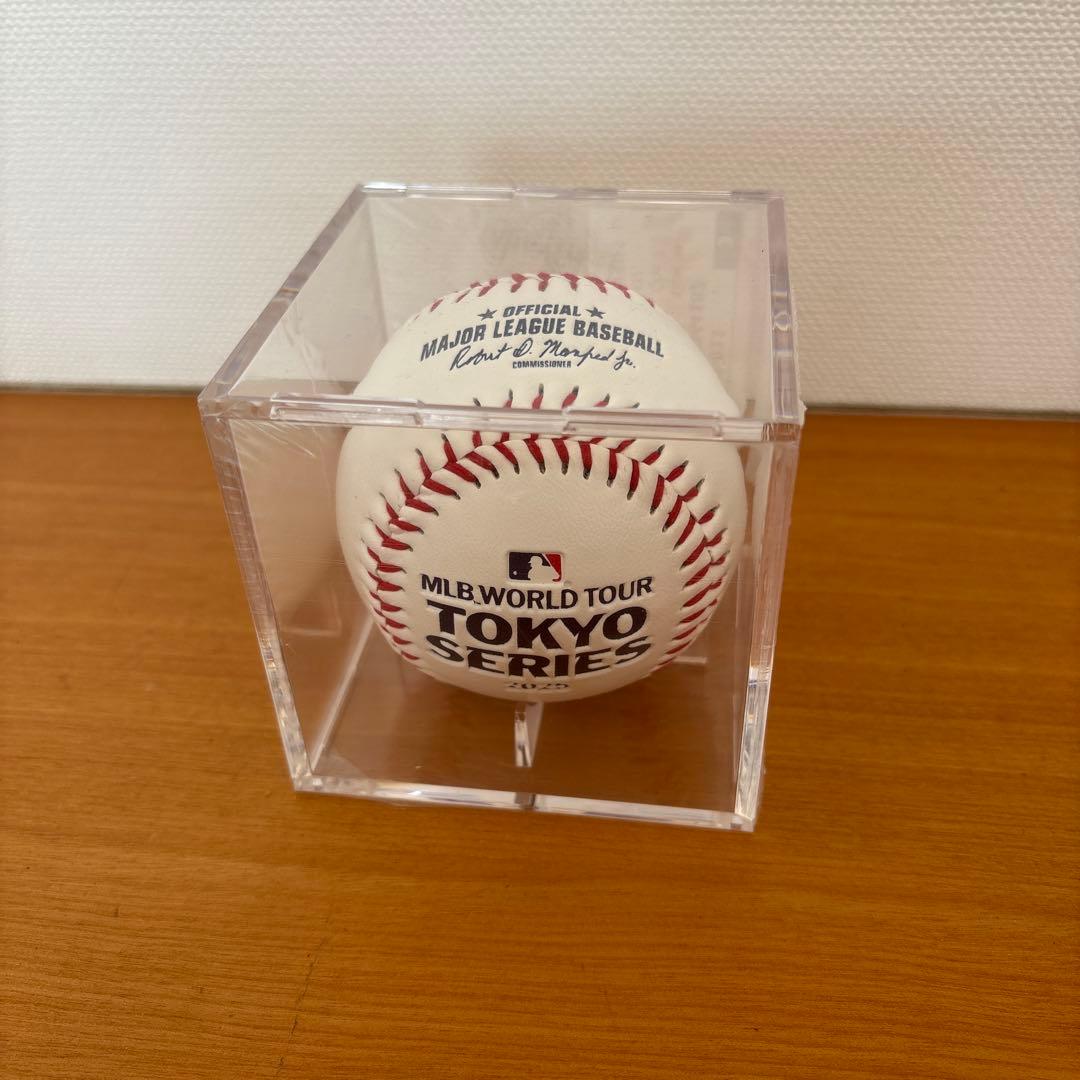 ★ OFFICIAL ★
MAJOR LEAGUE BASEBALL
Robert D. Manfred Jr.
COMMISSIONER
MLB WORLD TOUR
TOKYO
SERIES
2025